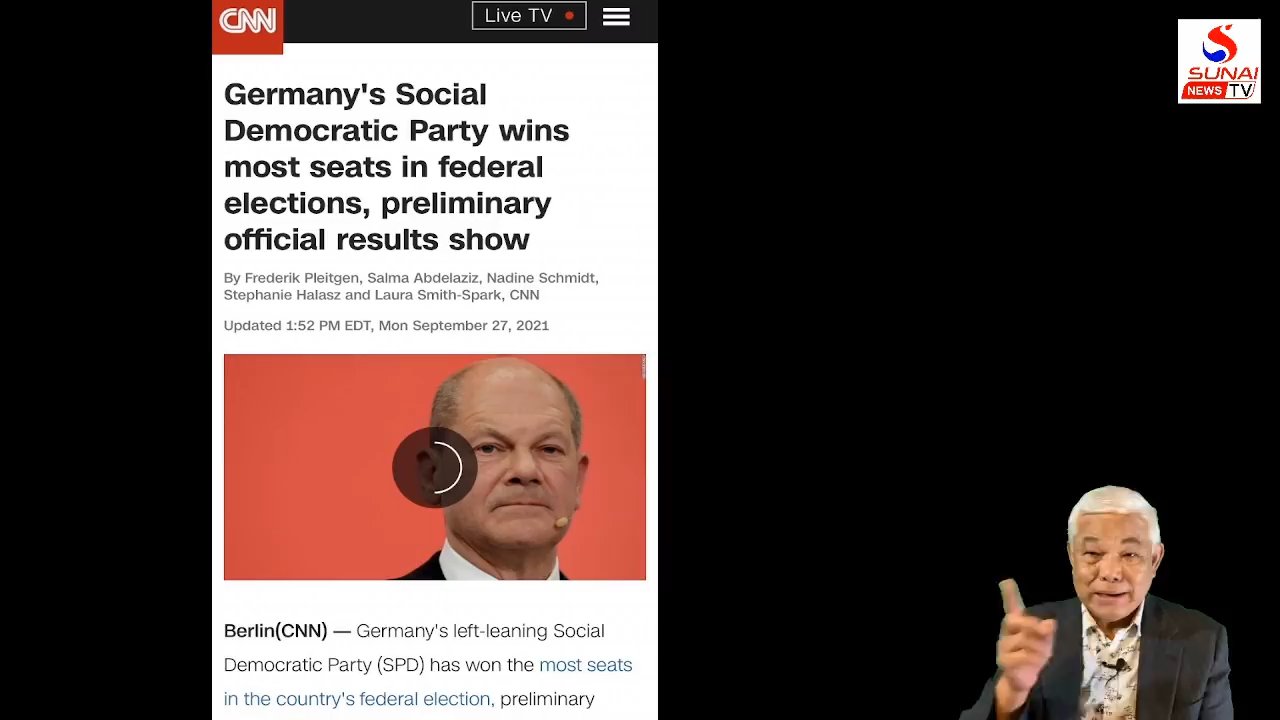 CNN
Live TV
Germany's Social
Democratic Party wins
most seats in federal
elections, preliminary
official results show
By Frederik Pleitgen, Salma Abdelaziz, Nadine Schmidt,
Stephanie Halasz and Laura Smith-Spark, CNN
Updated 1:52 PM EDT, Mon September 27, 2021
Berlin(CNN) — Germany's left-leaning Social
Democratic Party (SPD) has won the most seats
in the country's federal election, preliminary
SUNAI
NEWS TV